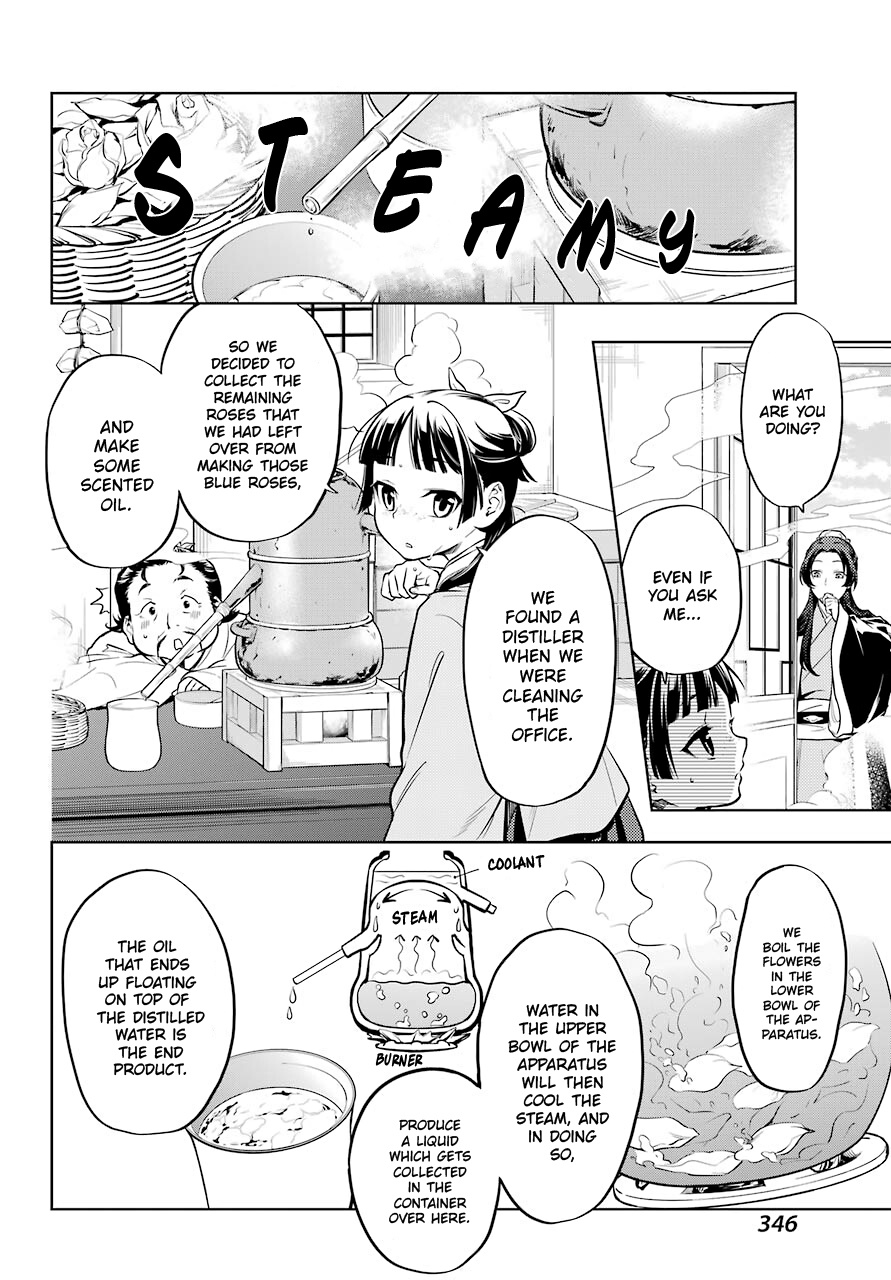 STEAMY
WHAT
ARE YOU
DOING?
EVEN IF
YOU ASK
ME...
WE
FOUND A
DISTILLER
WHEN WE
WERE
CLEANING
THE
OFFICE.
SO WE
DECIDED TO
COLLECT THE
REMAINING
ROSES THAT
WE HAD LEFT
OVER FROM
MAKING THOSE
BLUE ROSES,
AND
MAKE
SOME
SCENTED
OIL.
WE
BOIL THE
FLOWERS
IN THE
LOWER
BOWL OF
THE AP-
PARATUS.
WATER IN
THE UPPER
BOWL OF THE
APPARATUS
WILL THEN
COOL THE
STEAM, AND
IN DOING
SO,
COOLANT
STEAM
BURNER
PRODUCE
A LIQUID
WHICH GETS
COLLECTED
IN THE
CONTAINER
OVER HERE.
THE OIL
THAT ENDS
UP FLOATING
ON TOP OF
THE DISTILLED
WATER IS
THE END
PRODUCT.
346